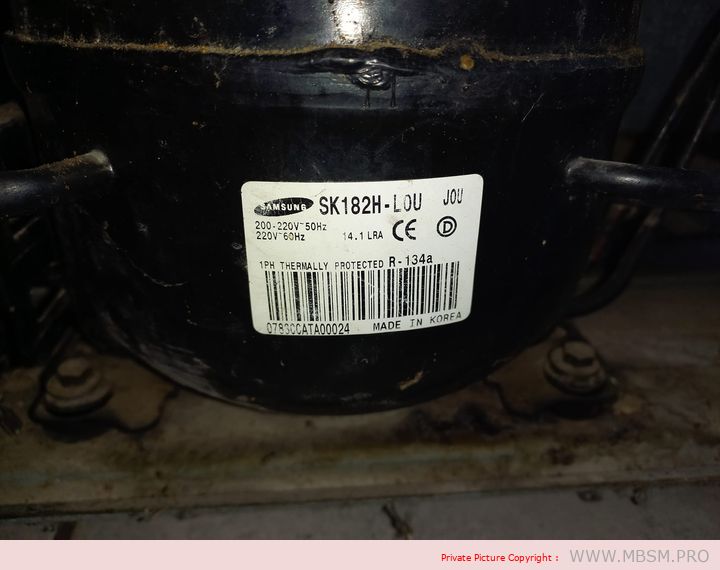 SAMSUNG SK182H-L0U J0U
200-220V~50Hz
220V~60Hz 14.1 LRA CE D
1PH THERMALLY PROTECTED R-134a
0783CCATA00024 MADE IN KOREA
Private Picture Copyright : WWW.MBSM.PRO